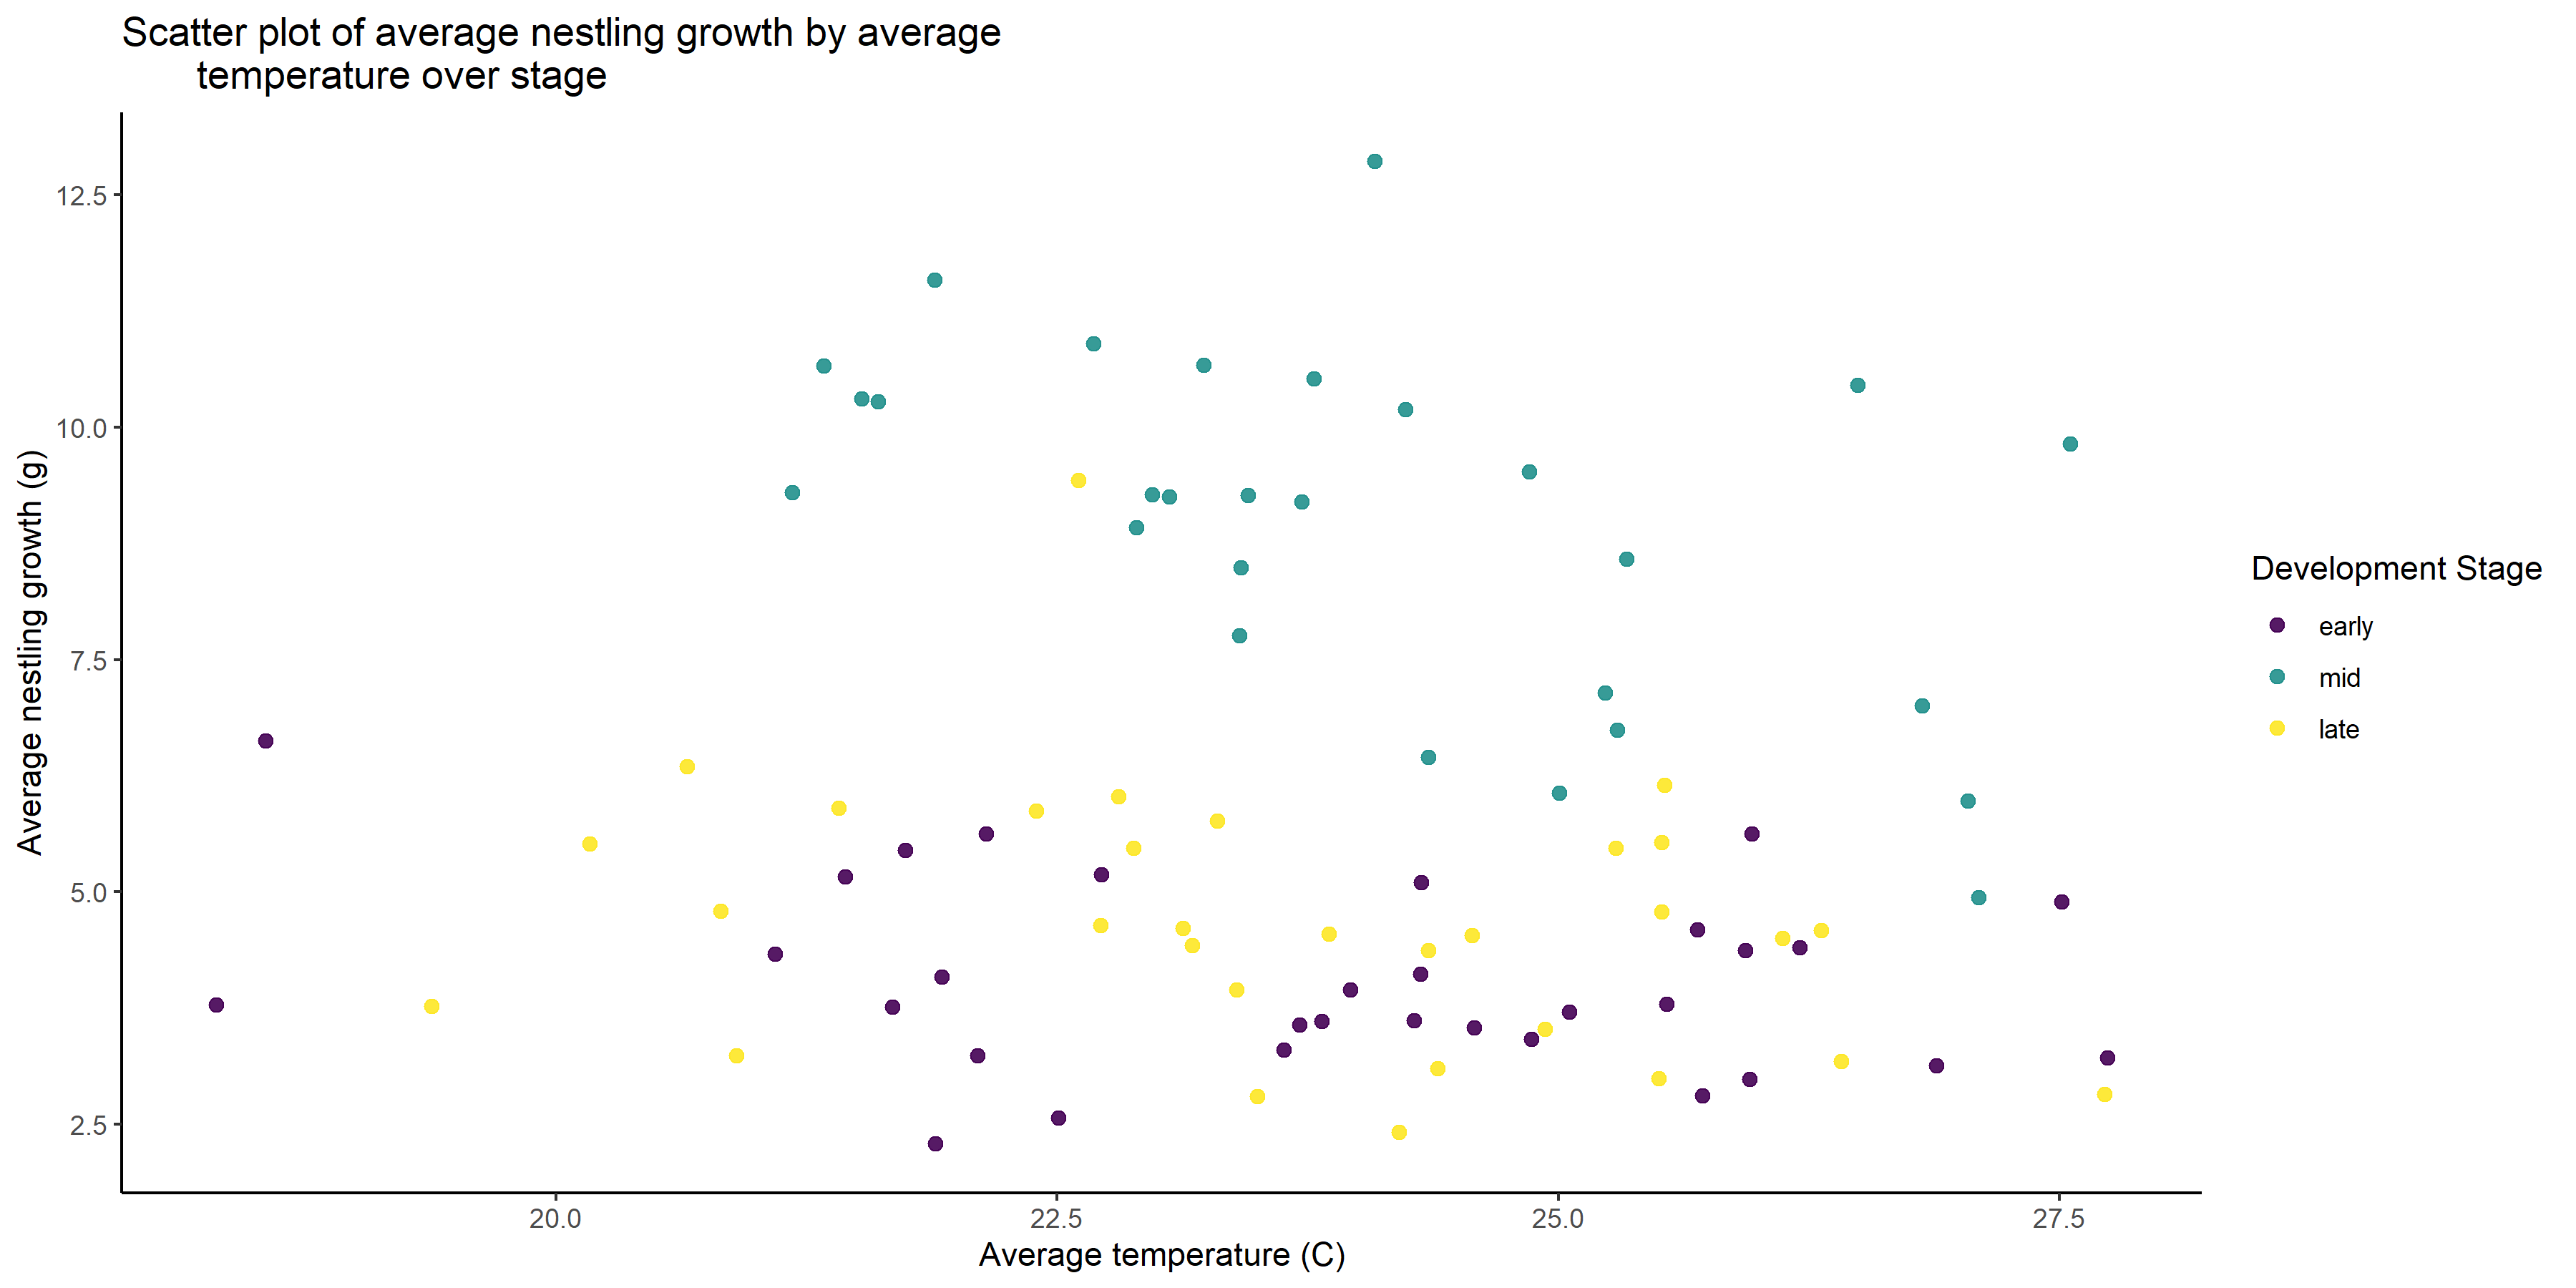 Scatter plot of average nestling growth by average
temperature over stage
Average nestling growth (g)
12.5
10.0
7.5
5.0
2.5
20.0
22.5
25.0
27.5
Average temperature (C)
Development Stage
early
mid
late